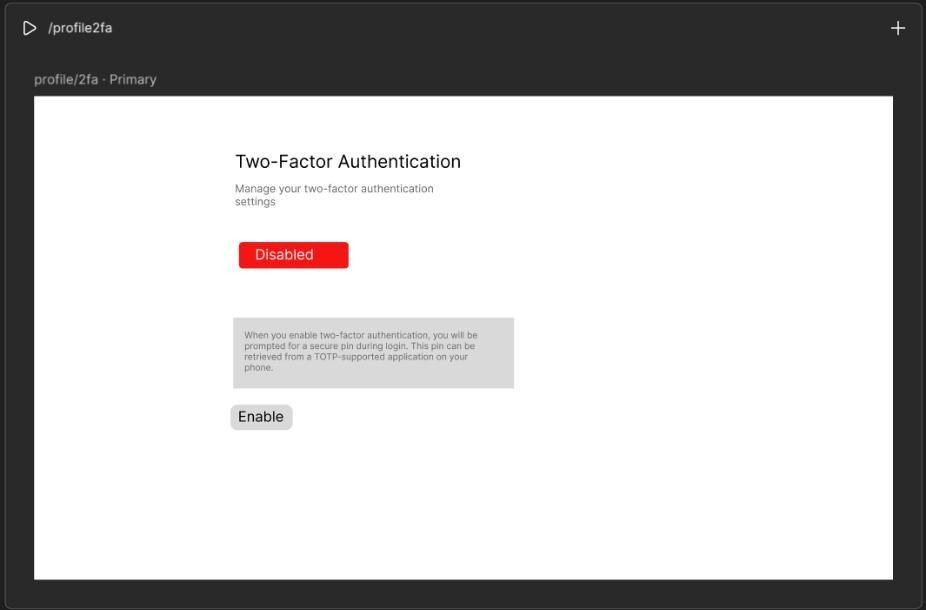 /profile2fa
profile/2fa · Primary
Two-Factor Authentication
Manage your two-factor authentication
settings
Disabled
When you enable two-factor authentication, you will be
prompted for a secure pin during login. This pin can be
retrieved from a TOTP-supported application on your
phone.
Enable